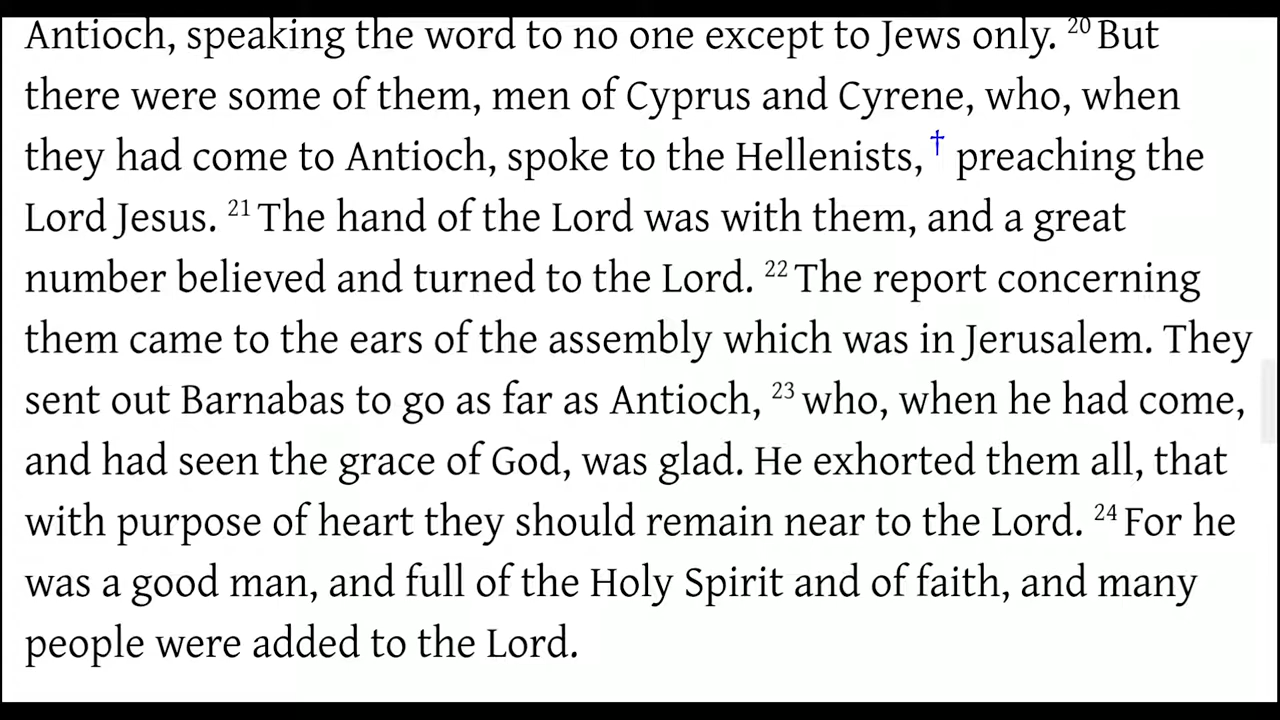 Antioch, speaking the word to no one except to Jews only. 20 But
there were some of them, men of Cyprus and Cyrene, who, when
they had come to Antioch, spoke to the Hellenists,† preaching the
Lord Jesus. 21 The hand of the Lord was with them, and a great
number believed and turned to the Lord. 22 The report concerning
them came to the ears of the assembly which was in Jerusalem. They
sent out Barnabas to go as far as Antioch, 23 who, when he had come,
and had seen the grace of God, was glad. He exhorted them all, that
with purpose of heart they should remain near to the Lord. 24 For he
was a good man, and full of the Holy Spirit and of faith, and many
people were added to the Lord.